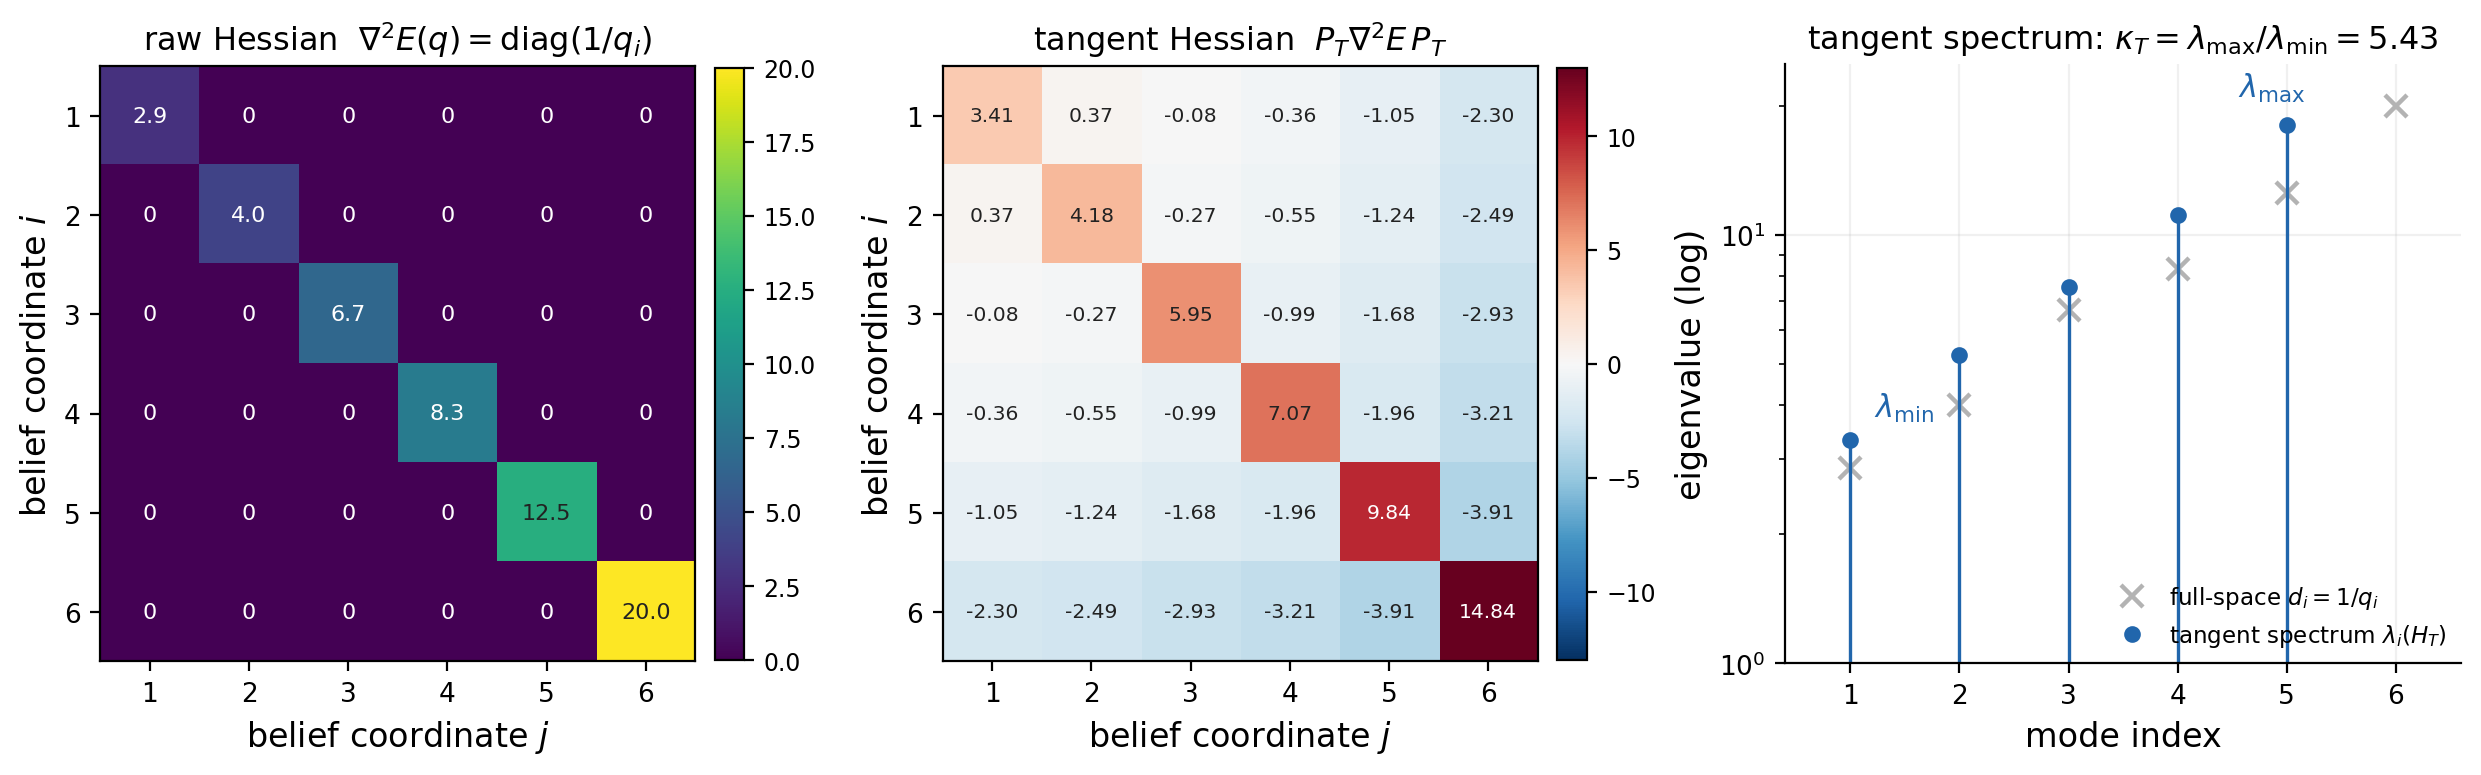 raw Hessian ∇²E(q) = diag(1/qᵢ)
belief coordinate i
1
2
3
4
5
6
2.9 0 0 0 0 0
0 4.0 0 0 0 0
0 0 6.7 0 0 0
0 0 0 8.3 0 0
0 0 0 0 12.5 0
0 0 0 0 0 20.0
1 2 3 4 5 6
belief coordinate j
20.0
17.5
15.0
12.5
10.0
7.5
5.0
2.5
0.0
tangent Hessian P_T∇²E P_T
belief coordinate i
1
2
3
4
5
6
3.41 0.37 -0.08 -0.36 -1.05 -2.30
0.37 4.18 -0.27 -0.55 -1.24 -2.49
-0.08 -0.27 5.95 -0.99 -1.68 -2.93
-0.36 -0.55 -0.99 7.07 -1.96 -3.21
-1.05 -1.24 -1.68 -1.96 9.84 -3.91
-2.30 -2.49 -2.93 -3.21 -3.91 14.84
1 2 3 4 5 6
belief coordinate j
10
5
0
−5
−10
tangent spectrum: κ_T = λ_max/λ_min = 5.43
eigenvalue (log)
10¹
10⁰
λ_max
λ_min
full-space dᵢ = 1/qᵢ
tangent spectrum λᵢ(H_T)
1 2 3 4 5 6
mode index